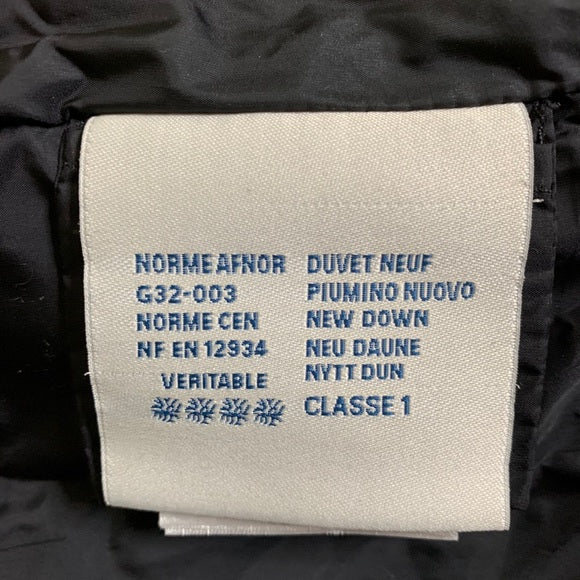 NORME AFNOR
G32-003
NORME CEN
NF EN 12934
VERITABLE
DUVET NEUF
PIUMINO NUOVO
NEW DOWN
NEU DAUNE
NYTT DUN
CLASSE 1